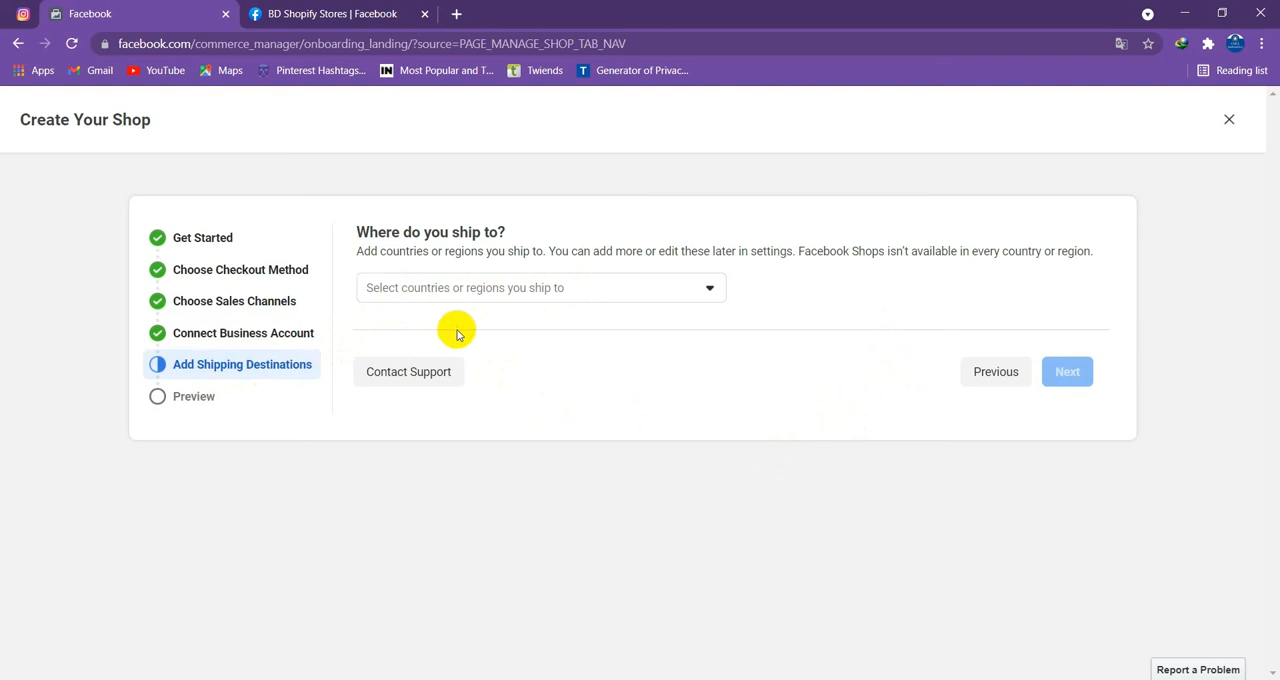 Facebook
BD Shopify Stores | Facebook
facebook.com/commerce_manager/onboarding_landing/?source=PAGE_MANAGE_SHOP_TAB_NAV
Apps Gmail YouTube Maps Pinterest Hashtags... IN Most Popular and T... Twiends T Generator of Privac... Reading list
Create Your Shop
Get Started
Choose Checkout Method
Choose Sales Channels
Connect Business Account
Add Shipping Destinations
Preview
Where do you ship to?
Add countries or regions you ship to. You can add more or edit these later in settings. Facebook Shops isn't available in every country or region.
Select countries or regions you ship to
Contact Support
Previous
Next
Report a Problem